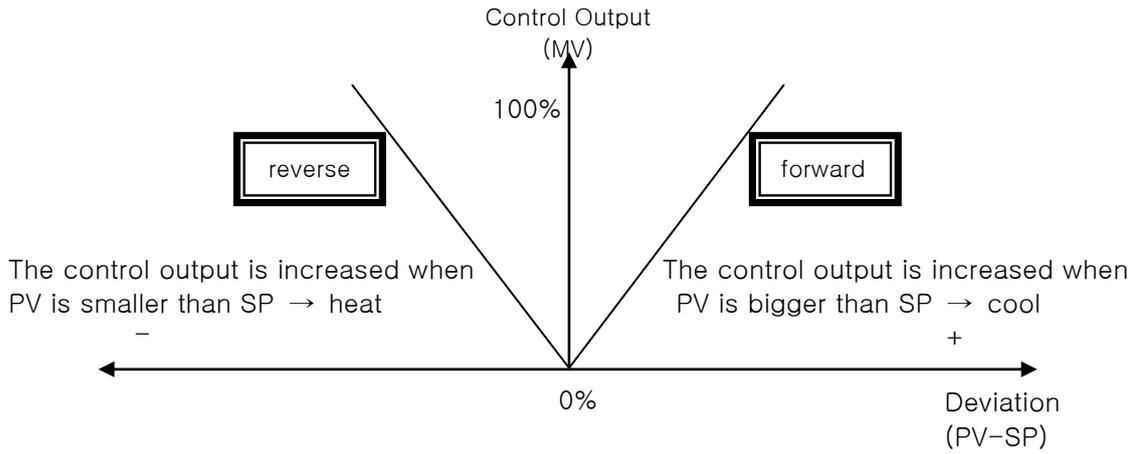 Control Output
(MV)
100%
reverse
forward
The control output is increased when
PV is smaller than SP → heat
−
The control output is increased when
PV is bigger than SP → cool
+
0%
Deviation
(PV−SP)